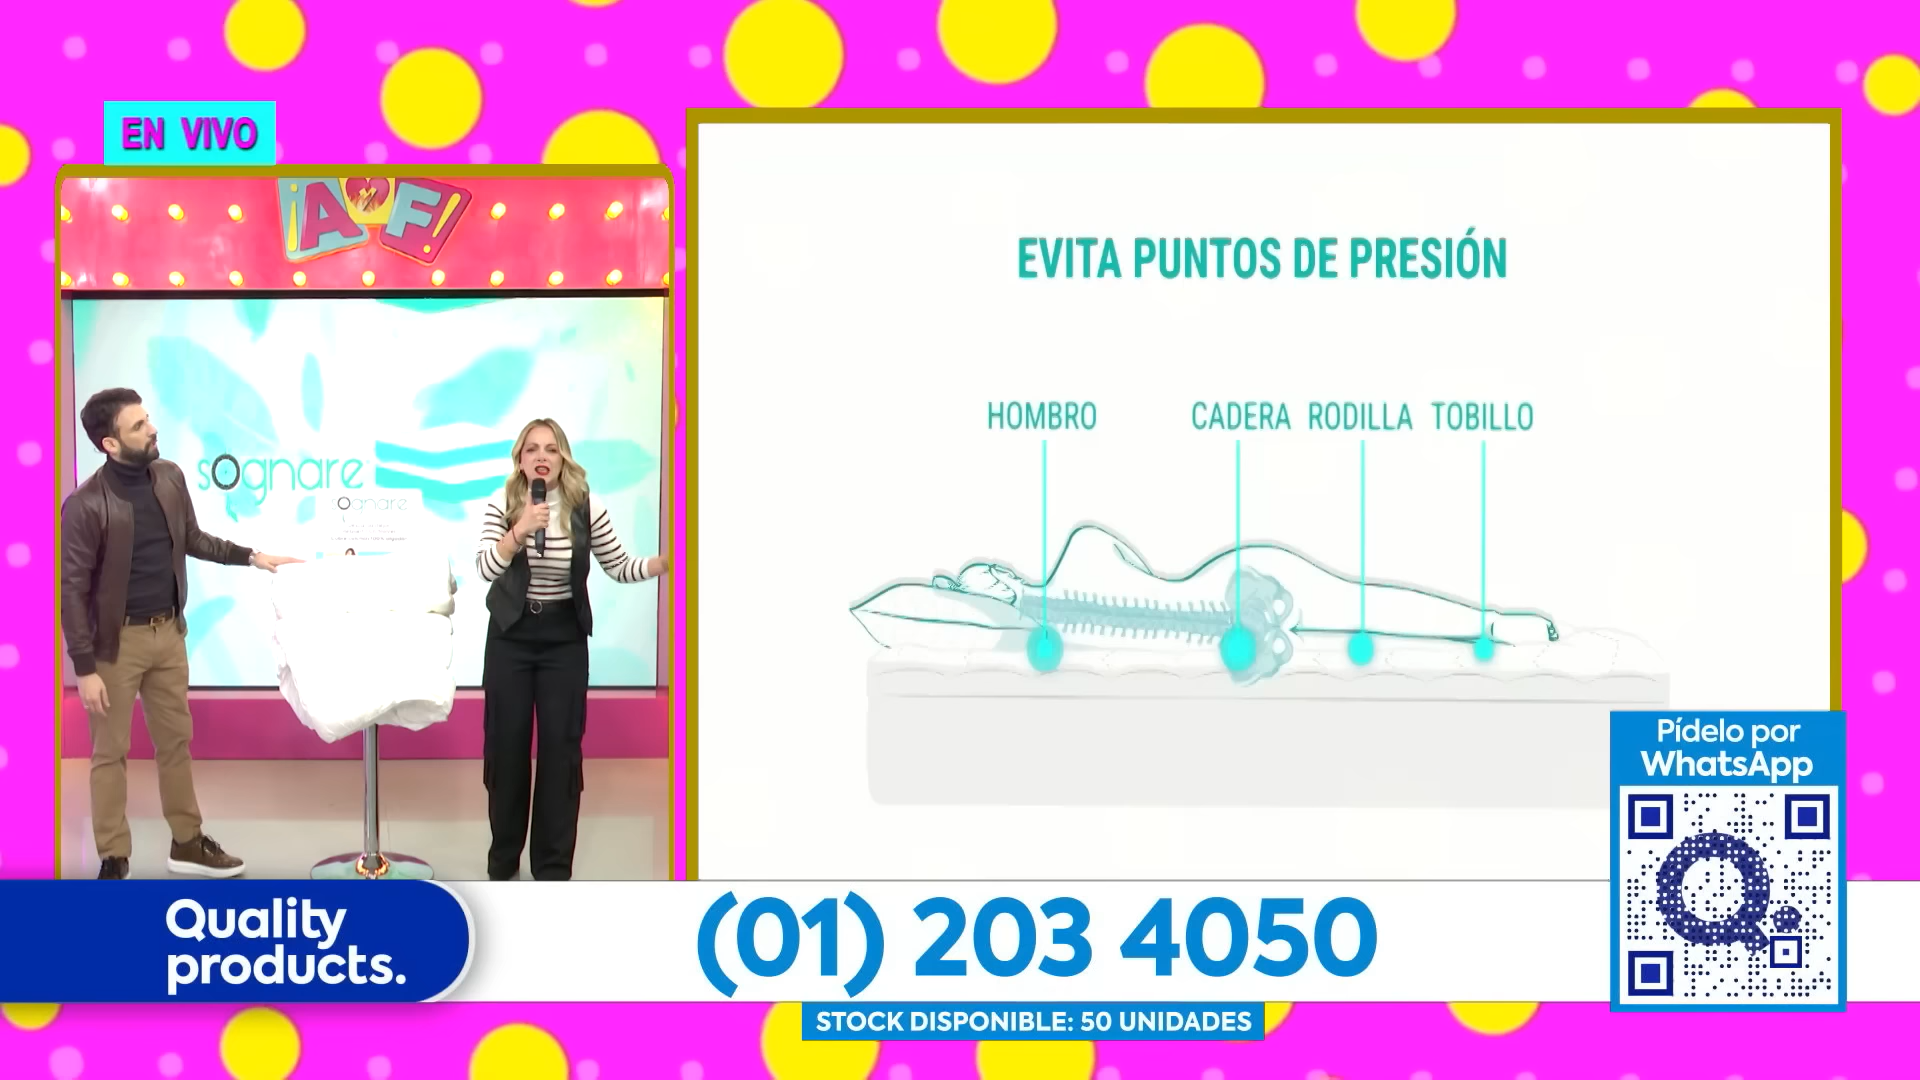 EN VIVO
¡A F!
sognare
sognare
EVITA PUNTOS DE PRESIÓN
HOMBRO CADERA RODILLA TOBILLO
Pídelo por
WhatsApp
Quality
products.
(01) 203 4050
STOCK DISPONIBLE: 50 UNIDADES